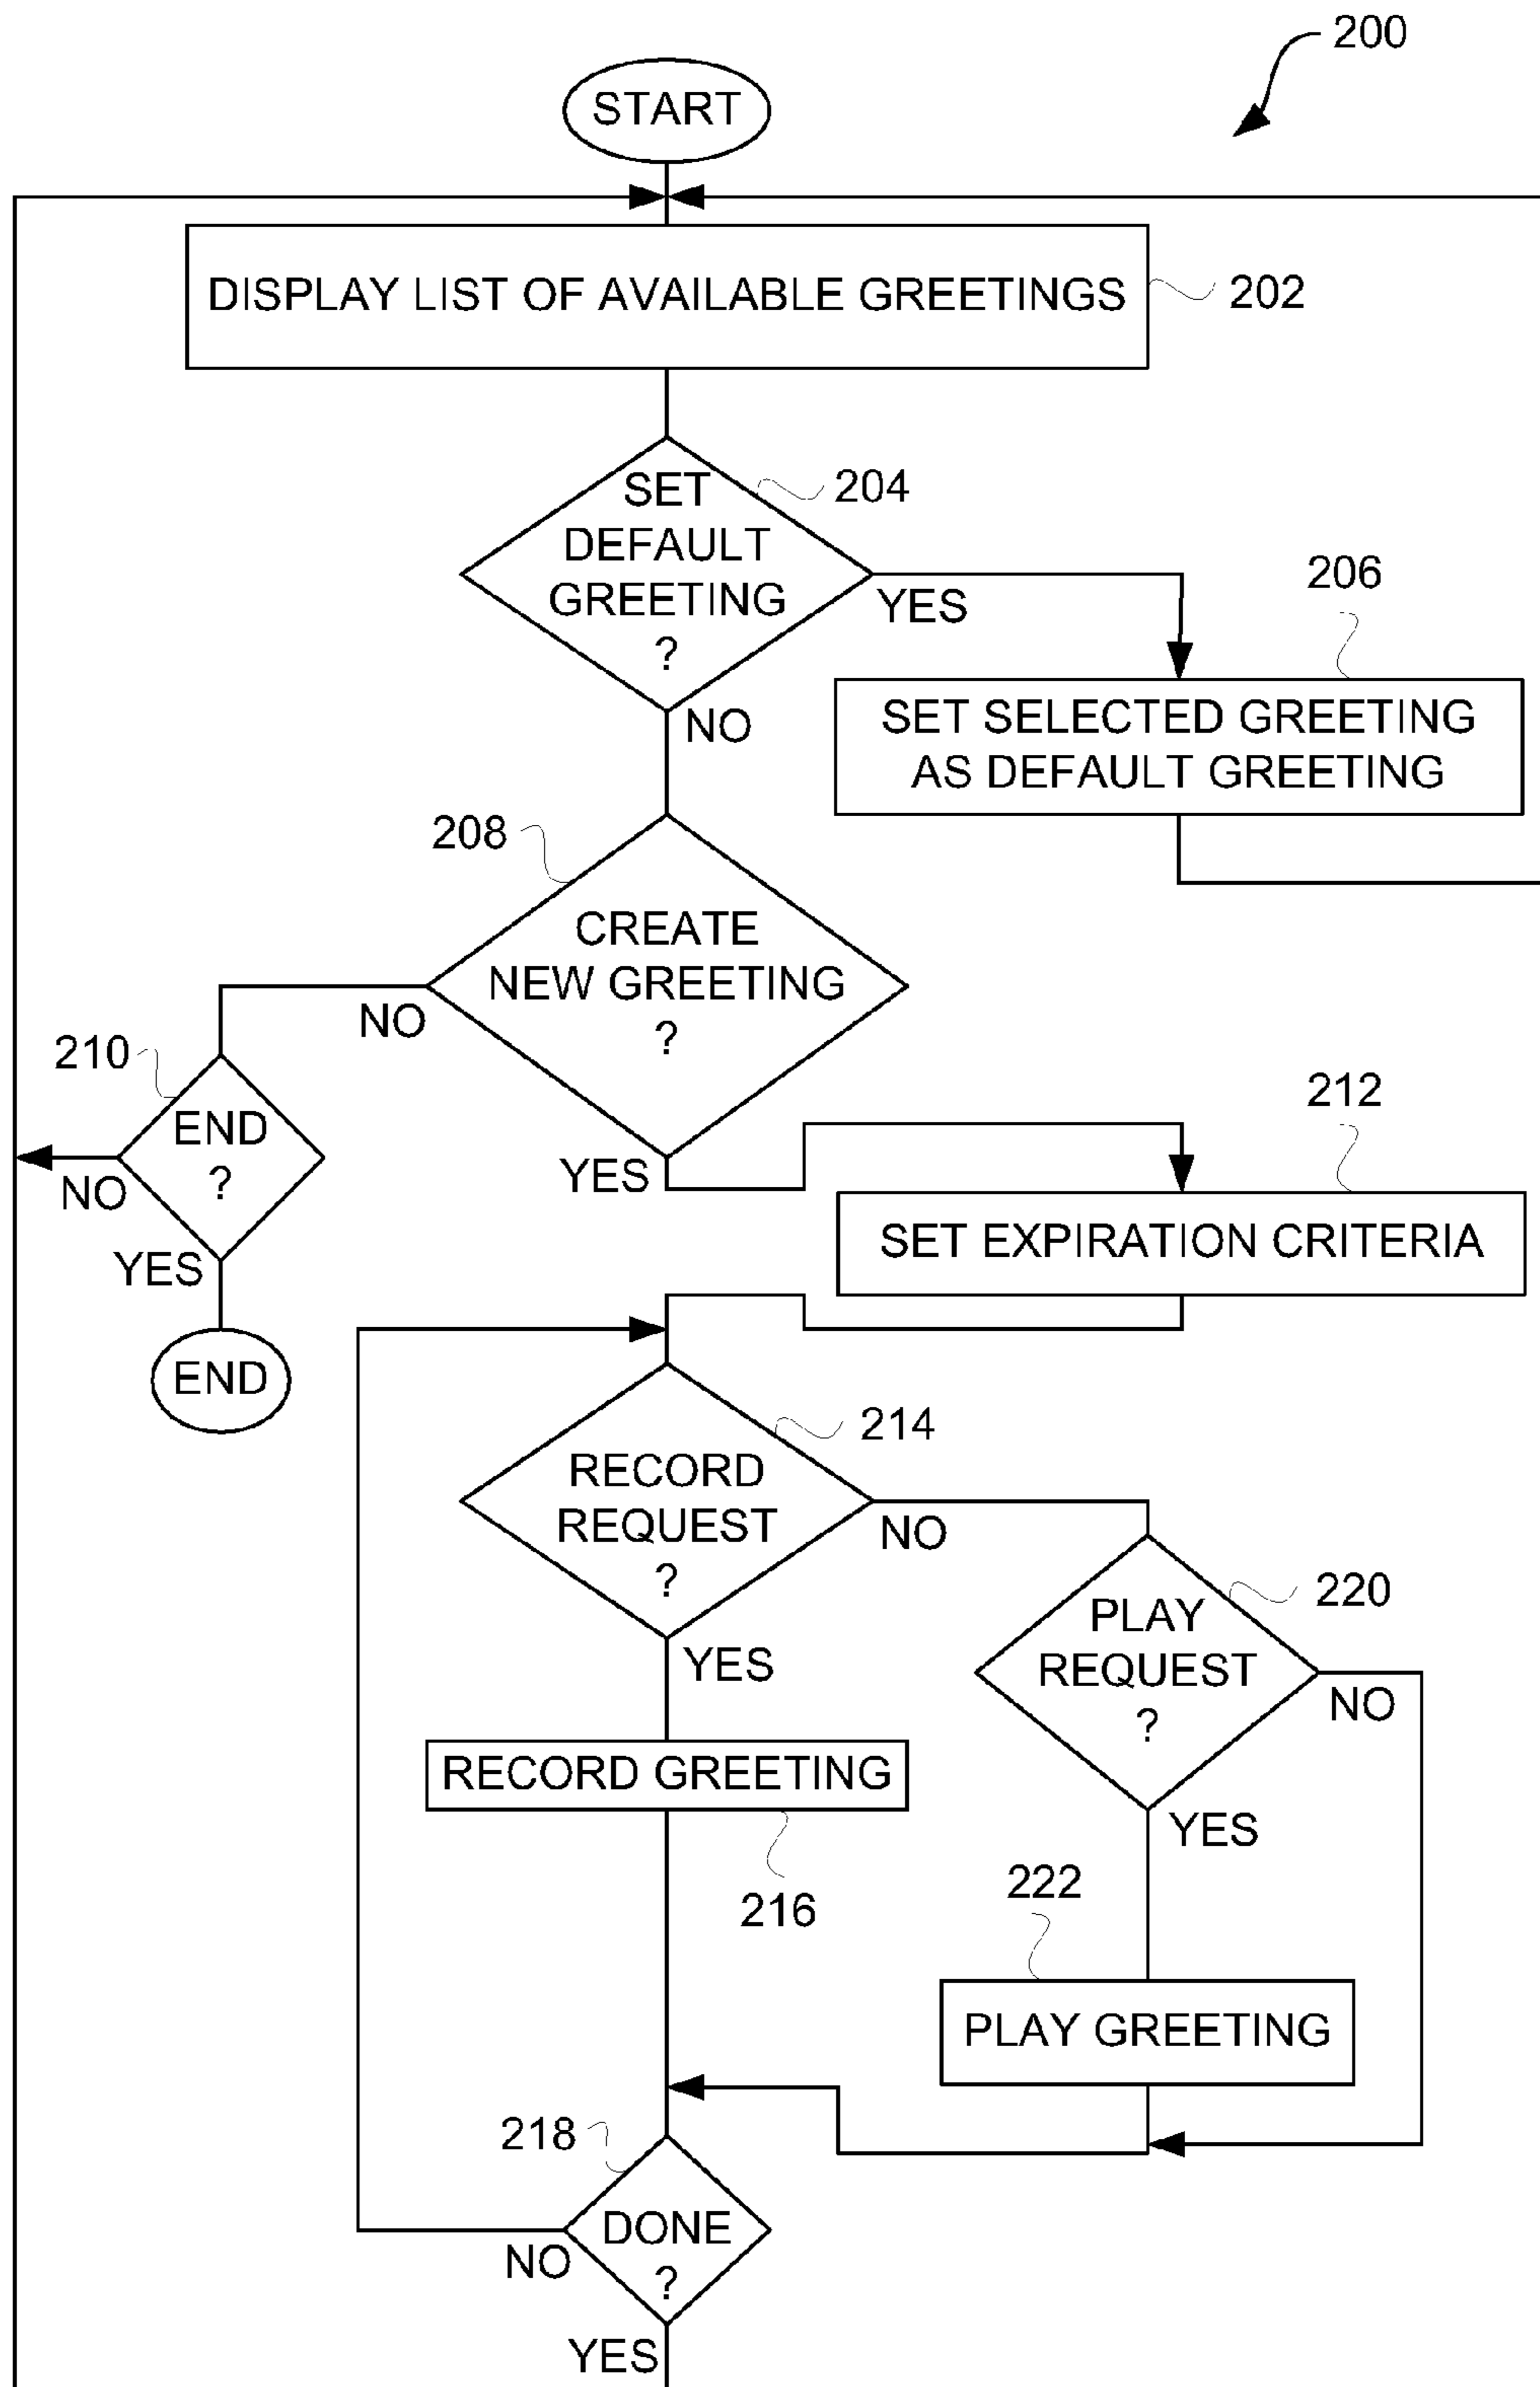 200
START
DISPLAY LIST OF AVAILABLE GREETINGS
202
SET
DEFAULT
GREETING
?
204
YES
NO
206
SET SELECTED GREETING
AS DEFAULT GREETING
208
CREATE
NEW GREETING
?
NO
YES
210
END
?
NO
YES
END
212
SET EXPIRATION CRITERIA
214
RECORD
REQUEST
?
NO
YES
220
PLAY
REQUEST
?
NO
YES
RECORD GREETING
216
222
PLAY GREETING
218
DONE
?
NO
YES